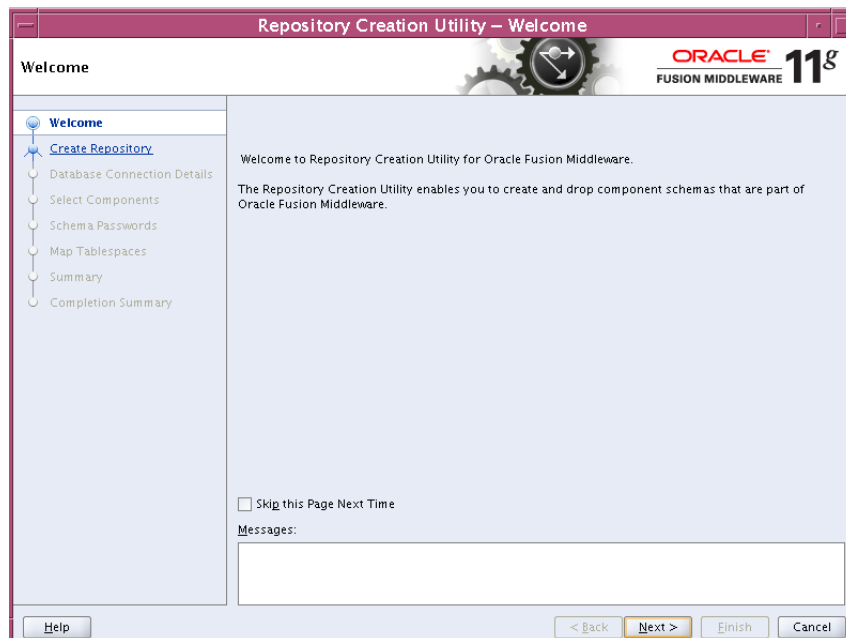 Repository Creation Utility – Welcome
Welcome
ORACLE
FUSION MIDDLEWARE 11g
Welcome
Create Repository
Database Connection Details
Select Components
Schema Passwords
Map Tablespaces
Summary
Completion Summary
Welcome to Repository Creation Utility for Oracle Fusion Middleware.
The Repository Creation Utility enables you to create and drop component schemas that are part of
Oracle Fusion Middleware.
Skip this Page Next Time
Messages:
Help
< Back
Next >
Finish
Cancel